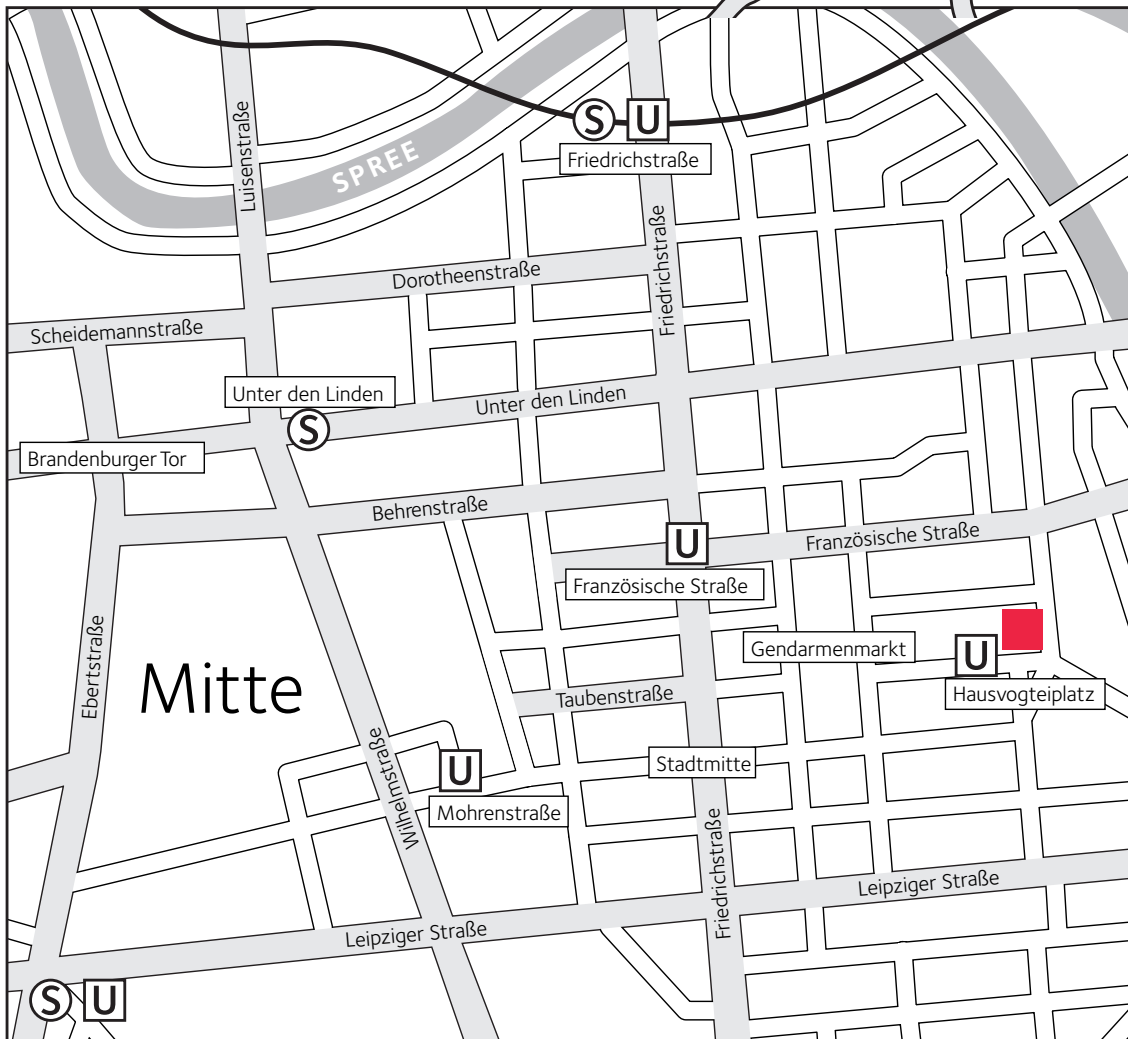 Luisenstraße
SPREE
S U
Friedrichstraße
Friedrichstraße
Dorotheenstraße
Scheidemannstraße
Unter den Linden
S
Unter den Linden
Brandenburger Tor
Behrenstraße
U
Französische Straße
Französische Straße
Ebertstraße
Mitte
Gendarmenmarkt
U
Hausvogteiplatz
Taubenstraße
Wilhelmstraße
U
Mohrenstraße
Stadtmitte
Friedrichstraße
Leipziger Straße
Leipziger Straße
S U